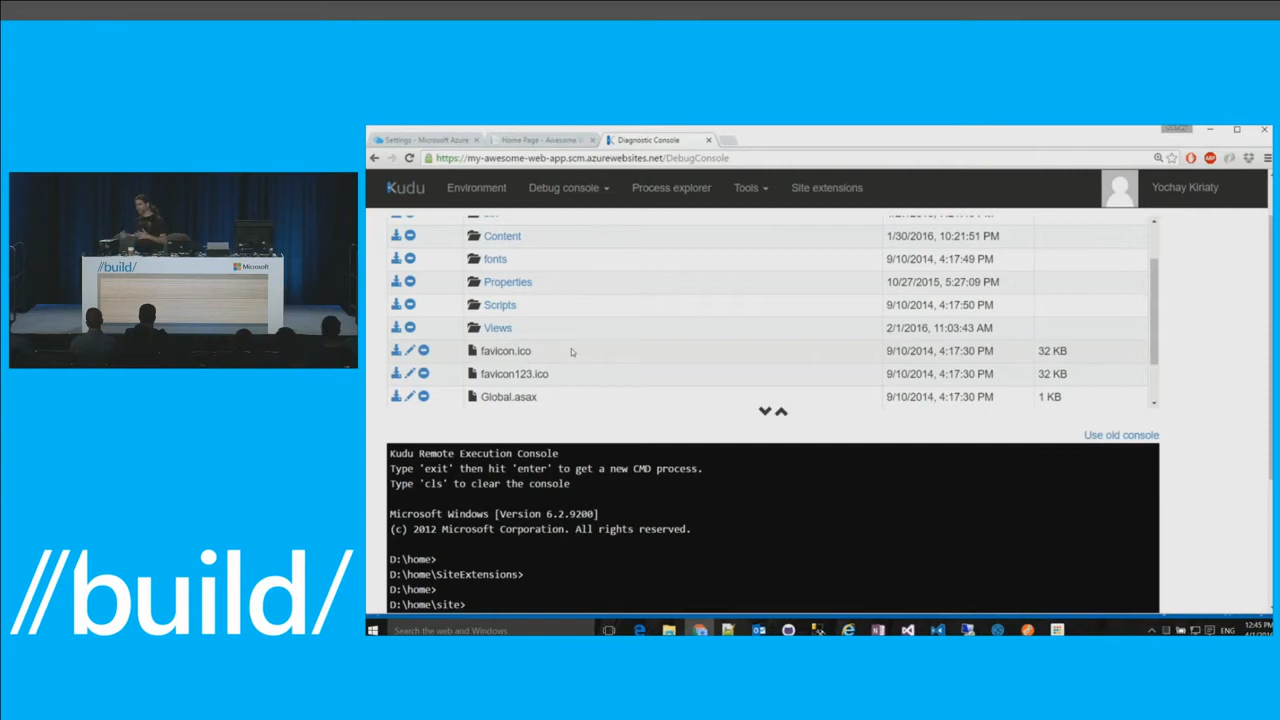 Settings - Microsoft Azure
Home Page - Awesome
Diagnostic Console
https://my-awesome-web-app.scm.azurewebsites.net/DebugConsole
Kudu Environment Debug console Process explorer Tools Site extensions Yochay Kiriaty
Content 1/30/2016, 10:21:51 PM
fonts 9/10/2014, 4:17:49 PM
Properties 10/27/2015, 5:27:09 PM
Scripts 9/10/2014, 4:17:50 PM
Views 2/1/2016, 11:03:43 AM
favicon.ico 9/10/2014, 4:17:30 PM 32 KB
favicon123.ico 9/10/2014, 4:17:30 PM 32 KB
Global.asax 9/10/2014, 4:17:30 PM 1 KB
Use old console
Kudu Remote Execution Console
Type 'exit' then hit 'enter' to get a new CMD process.
Type 'cls' to clear the console
Microsoft Windows [Version 6.2.9200]
(c) 2012 Microsoft Corporation. All rights reserved.
D:\home>
D:\home\SiteExtensions>
D:\home>
D:\home\site>
Search the web and Windows
ENG
12:45 PM
//build/
Microsoft
//build/